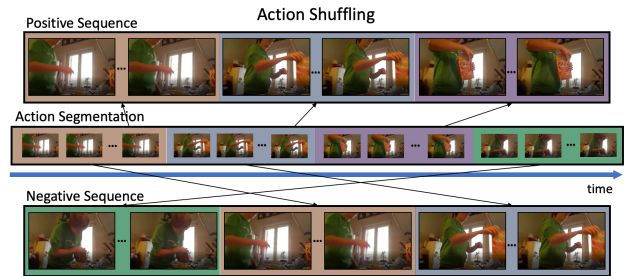 Action Shuffling
Positive Sequence
Action Segmentation
time
Negative Sequence